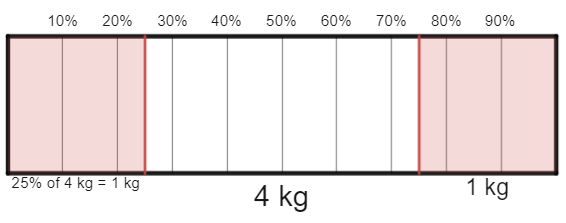 10% 20% 30% 40% 50% 60% 70% 80% 90%
25% of 4 kg = 1 kg
4 kg
1 kg